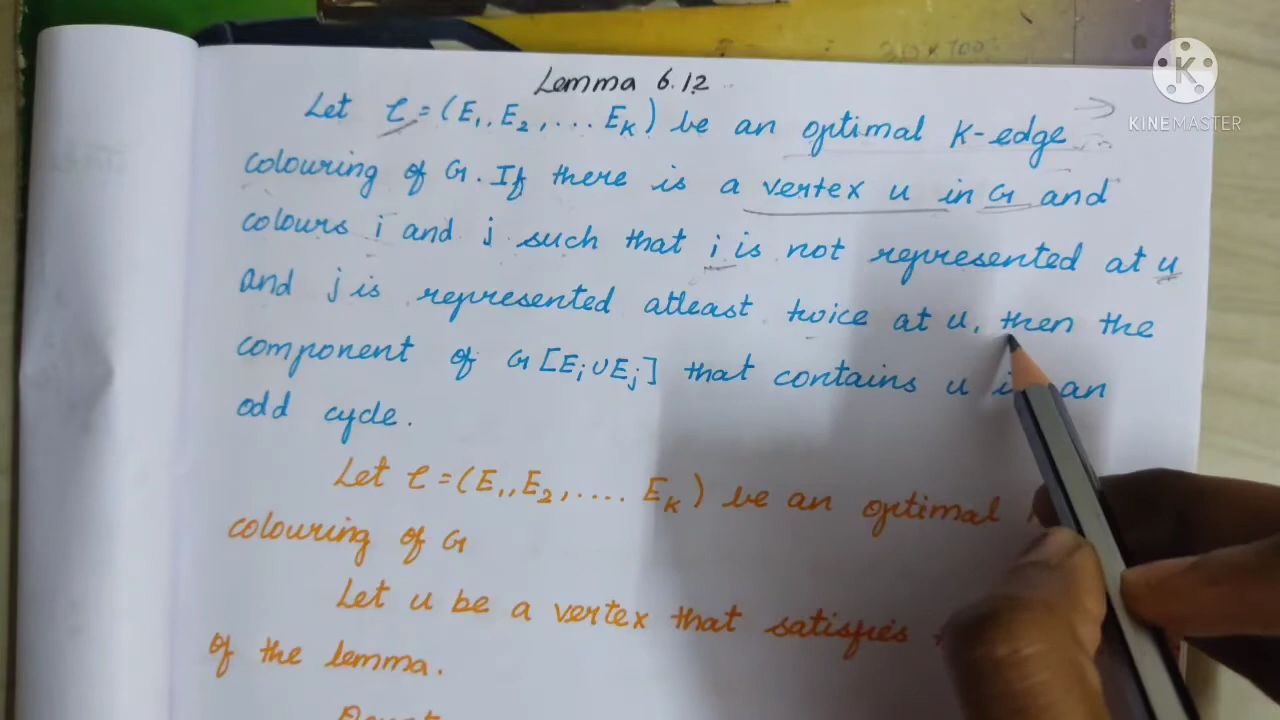 Lemma 6.12
Let C = (E1, E2, ... EK) be an optimal K-edge
colouring of G. If there is a vertex u in G and
colours i and j such that i is not represented at u
and j is represented atleast twice at u, then the
component of G [Ei ∪ Ej] that contains u an
odd cycle.
Let C = (E1, E2, .... EK) be an optimal
colouring of G
Let u be a vertex that satisfies
of the lemma.
K
KINEMASTER